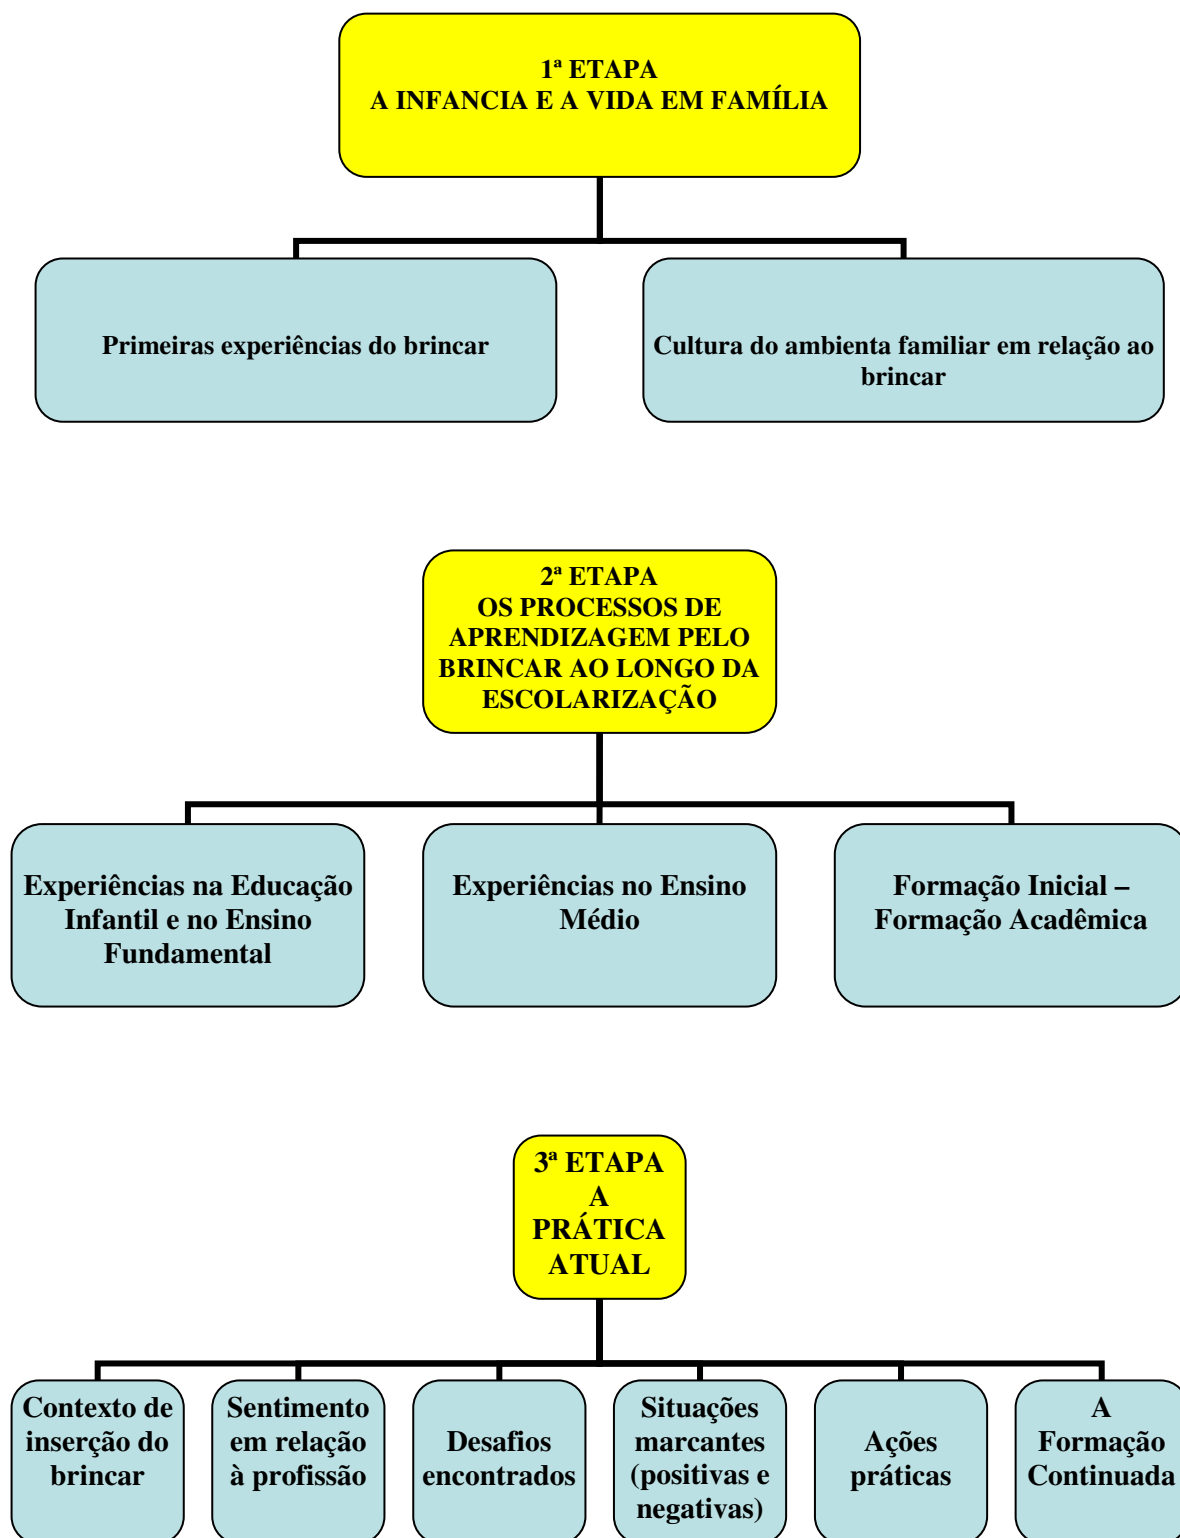 1ª ETAPA
A INFANCIA E A VIDA EM FAMÍLIA
Primeiras experiências do brincar
Cultura do ambienta familiar em relação ao
brincar
2ª ETAPA
OS PROCESSOS DE
APRENDIZAGEM PELO
BRINCAR AO LONGO DA
ESCOLARIZAÇÃO
Experiências na Educação
Infantil e no Ensino
Fundamental
Experiências no Ensino
Médio
Formação Inicial –
Formação Acadêmica
3ª ETAPA
A
PRÁTICA
ATUAL
Contexto de
inserção do
brincar
Sentimento
em relação
à profissão
Desafios
encontrados
Situações
marcantes
(positivas e
negativas)
Ações
práticas
A
Formação
Continuada